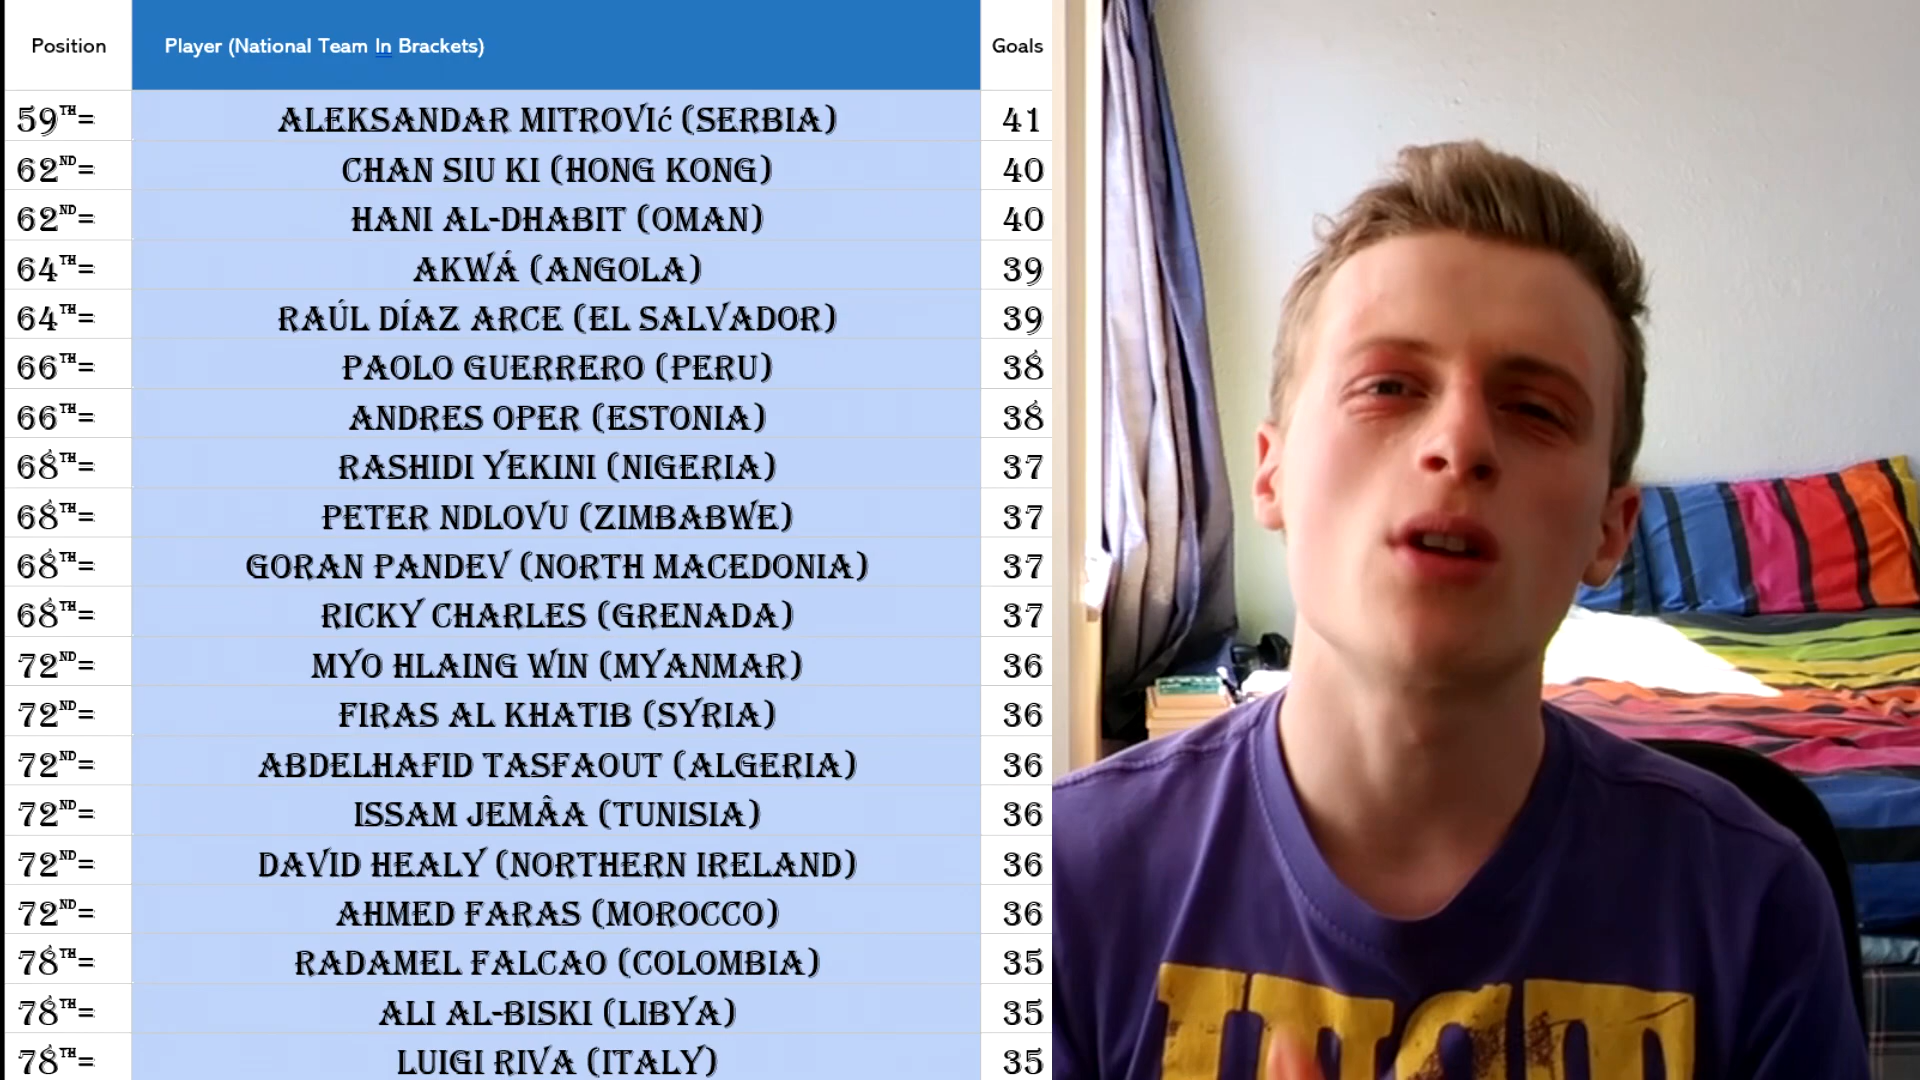 Position Player (National Team In Brackets) Goals
59TH= ALEKSANDAR MITROVIć (SERBIA) 41
62ND= CHAN SIU KI (HONG KONG) 40
62ND= HANI AL-DHABIT (OMAN) 40
64TH= AKWÁ (ANGOLA) 39
64TH= RAÚL DÍAZ ARCE (EL SALVADOR) 39
66TH= PAOLO GUERRERO (PERU) 38
66TH= ANDRES OPER (ESTONIA) 38
68TH= RASHIDI YEKINI (NIGERIA) 37
68TH= PETER NDLOVU (ZIMBABWE) 37
68TH= GORAN PANDEV (NORTH MACEDONIA) 37
68TH= RICKY CHARLES (GRENADA) 37
72ND= MYO HLAING WIN (MYANMAR) 36
72ND= FIRAS AL KHATIB (SYRIA) 36
72ND= ABDELHAFID TASFAOUT (ALGERIA) 36
72ND= ISSAM JEMÂA (TUNISIA) 36
72ND= DAVID HEALY (NORTHERN IRELAND) 36
72ND= AHMED FARAS (MOROCCO) 36
78TH= RADAMEL FALCAO (COLOMBIA) 35
78TH= ALI AL-BISKI (LIBYA) 35
78TH= LUIGI RIVA (ITALY) 35